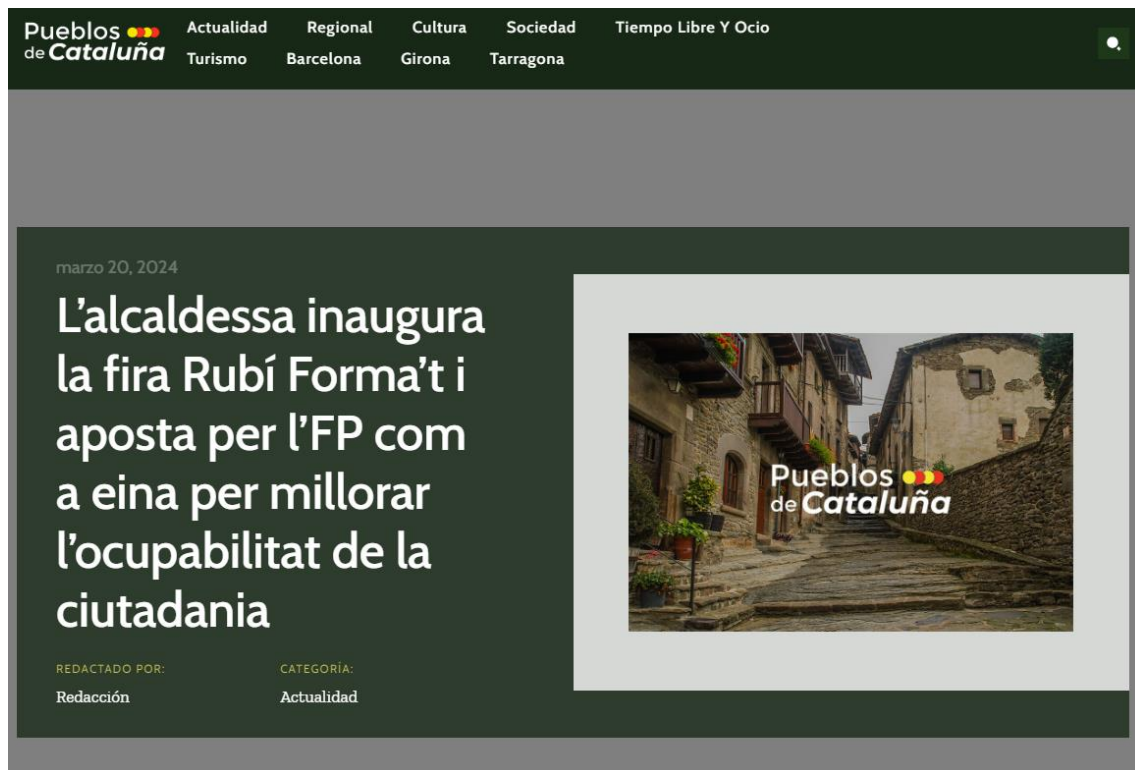 Pueblos
de Cataluña
Actualidad Regional Cultura Sociedad Tiempo Libre Y Ocio
Turismo Barcelona Girona Tarragona
marzo 20, 2024
L’alcaldessa inaugura
la fira Rubí Forma’t i
aposta per l’FP com
a eina per millorar
l’ocupabilitat de la
ciutadania
REDACTADO POR:
Redacción
CATEGORÍA:
Actualidad
Pueblos
de Cataluña